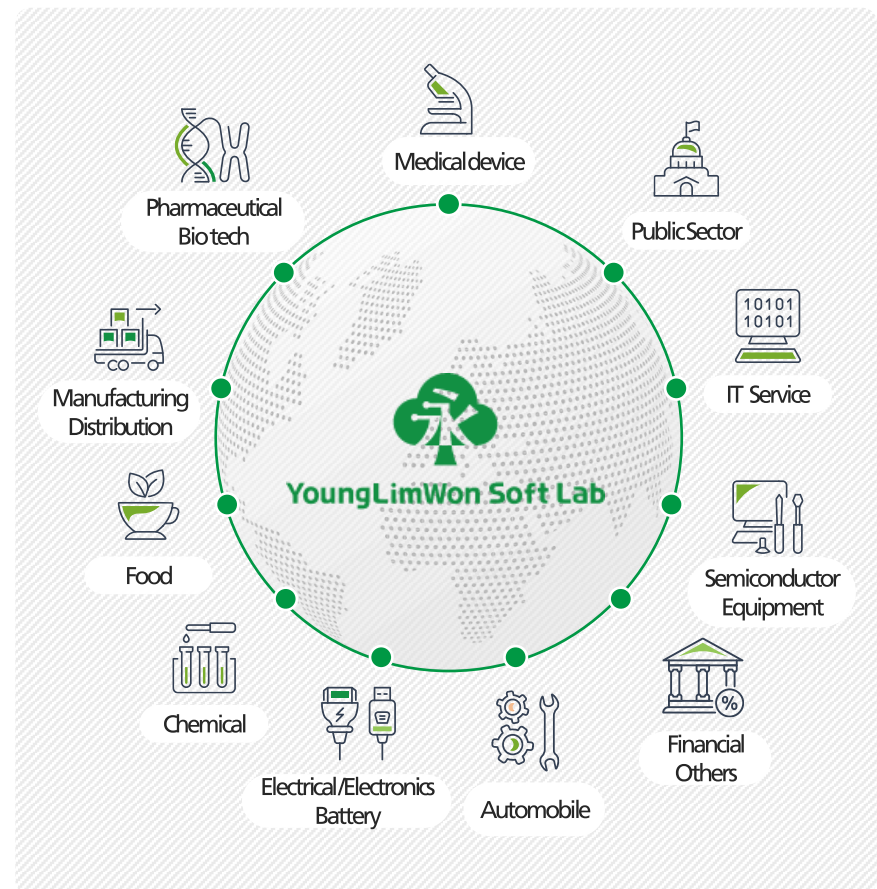 Medical device
Pharmaceutical
Bio tech
Public Sector
10101
10101
IT Service
Manufacturing
Distribution
永
YoungLimWon Soft Lab
Food
Semiconductor
Equipment
Chemical
%
Financial
Others
Electrical/Electronics
Battery
Automobile